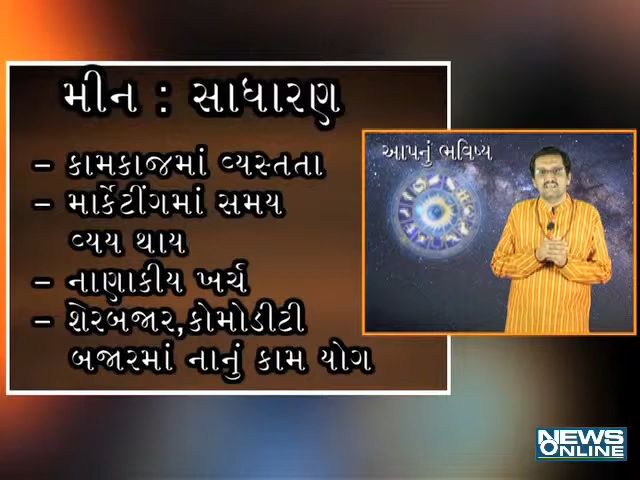 મીન : સાધારણ
– કામકાજમાં વ્યસ્તતા
– માર્કેટીંગમાં સમય
વ્યય થાય
– નાણાકીય ખર્ચ
– શેરબજાર,કોમોડીટી
બજારમાં નાનું કામ યોગ
આપનું ભવિષ્ય
NEWS
ONLINE